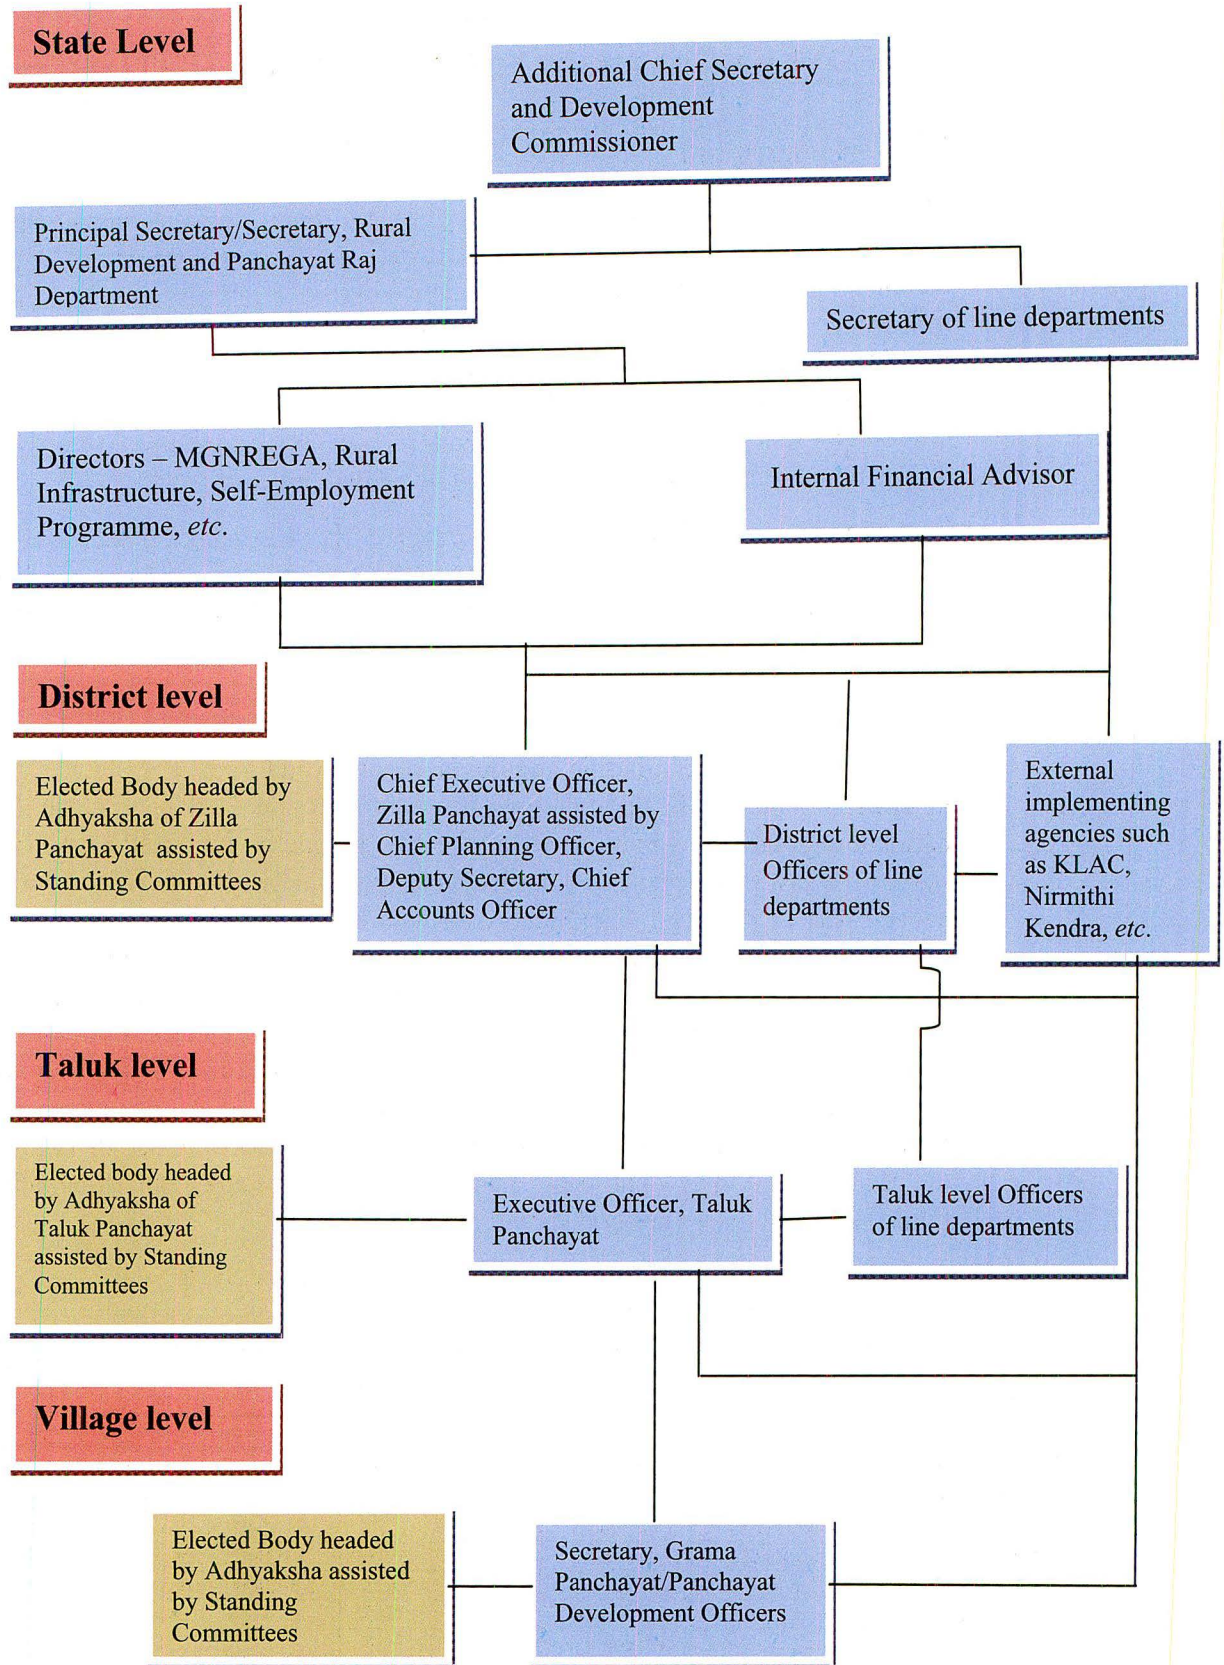 State Level
Additional Chief Secretary
and Development
Commissioner
Principal Secretary/Secretary, Rural
Development and Panchayat Raj
Department
Secretary of line departments
Directors – MGNREGA, Rural
Infrastructure, Self-Employment
Programme, etc.
Internal Financial Advisor
District level
Elected Body headed by
Adhyaksha of Zilla
Panchayat assisted by
Standing Committees
Chief Executive Officer,
Zilla Panchayat assisted by
Chief Planning Officer,
Deputy Secretary, Chief
Accounts Officer
District level
Officers of line
departments
External
implementing
agencies such
as KLAC,
Nirmithi
Kendra, etc.
Taluk level
Elected body headed
by Adhyaksha of
Taluk Panchayat
assisted by Standing
Committees
Executive Officer, Taluk
Panchayat
Taluk level Officers
of line departments
Village level
Elected Body headed
by Adhyaksha assisted
by Standing
Committees
Secretary, Grama
Panchayat/Panchayat
Development Officers